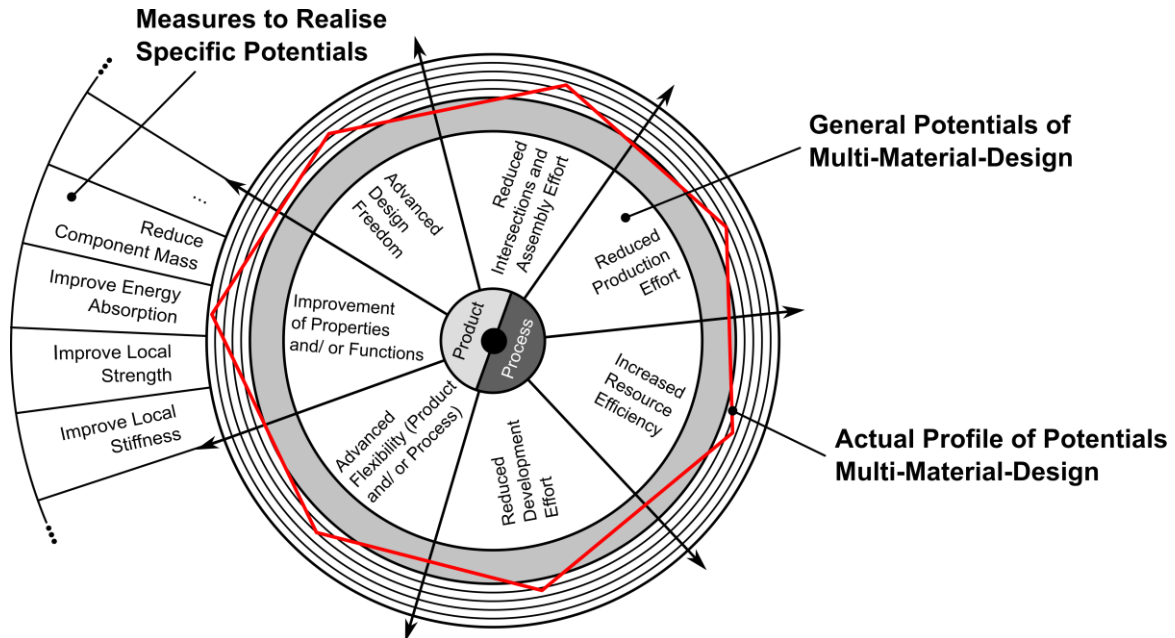 Measures to Realise
Specific Potentials
General Potentials of
Multi-Material-Design
Actual Profile of Potentials
Multi-Material-Design
...
Reduce
Component Mass
Improve Energy
Absorption
Improve Local
Strength
Improve Local
Stiffness
Advanced
Design
Freedom
Reduced
Intersections and
Assembly Effort
Reduced
Production
Effort
Increased
Resource
Efficiency
Reduced
Development
Effort
Advanced
Flexibility (Product
and/ or Process)
Improvement
of Properties
and/ or Functions
Product
Process